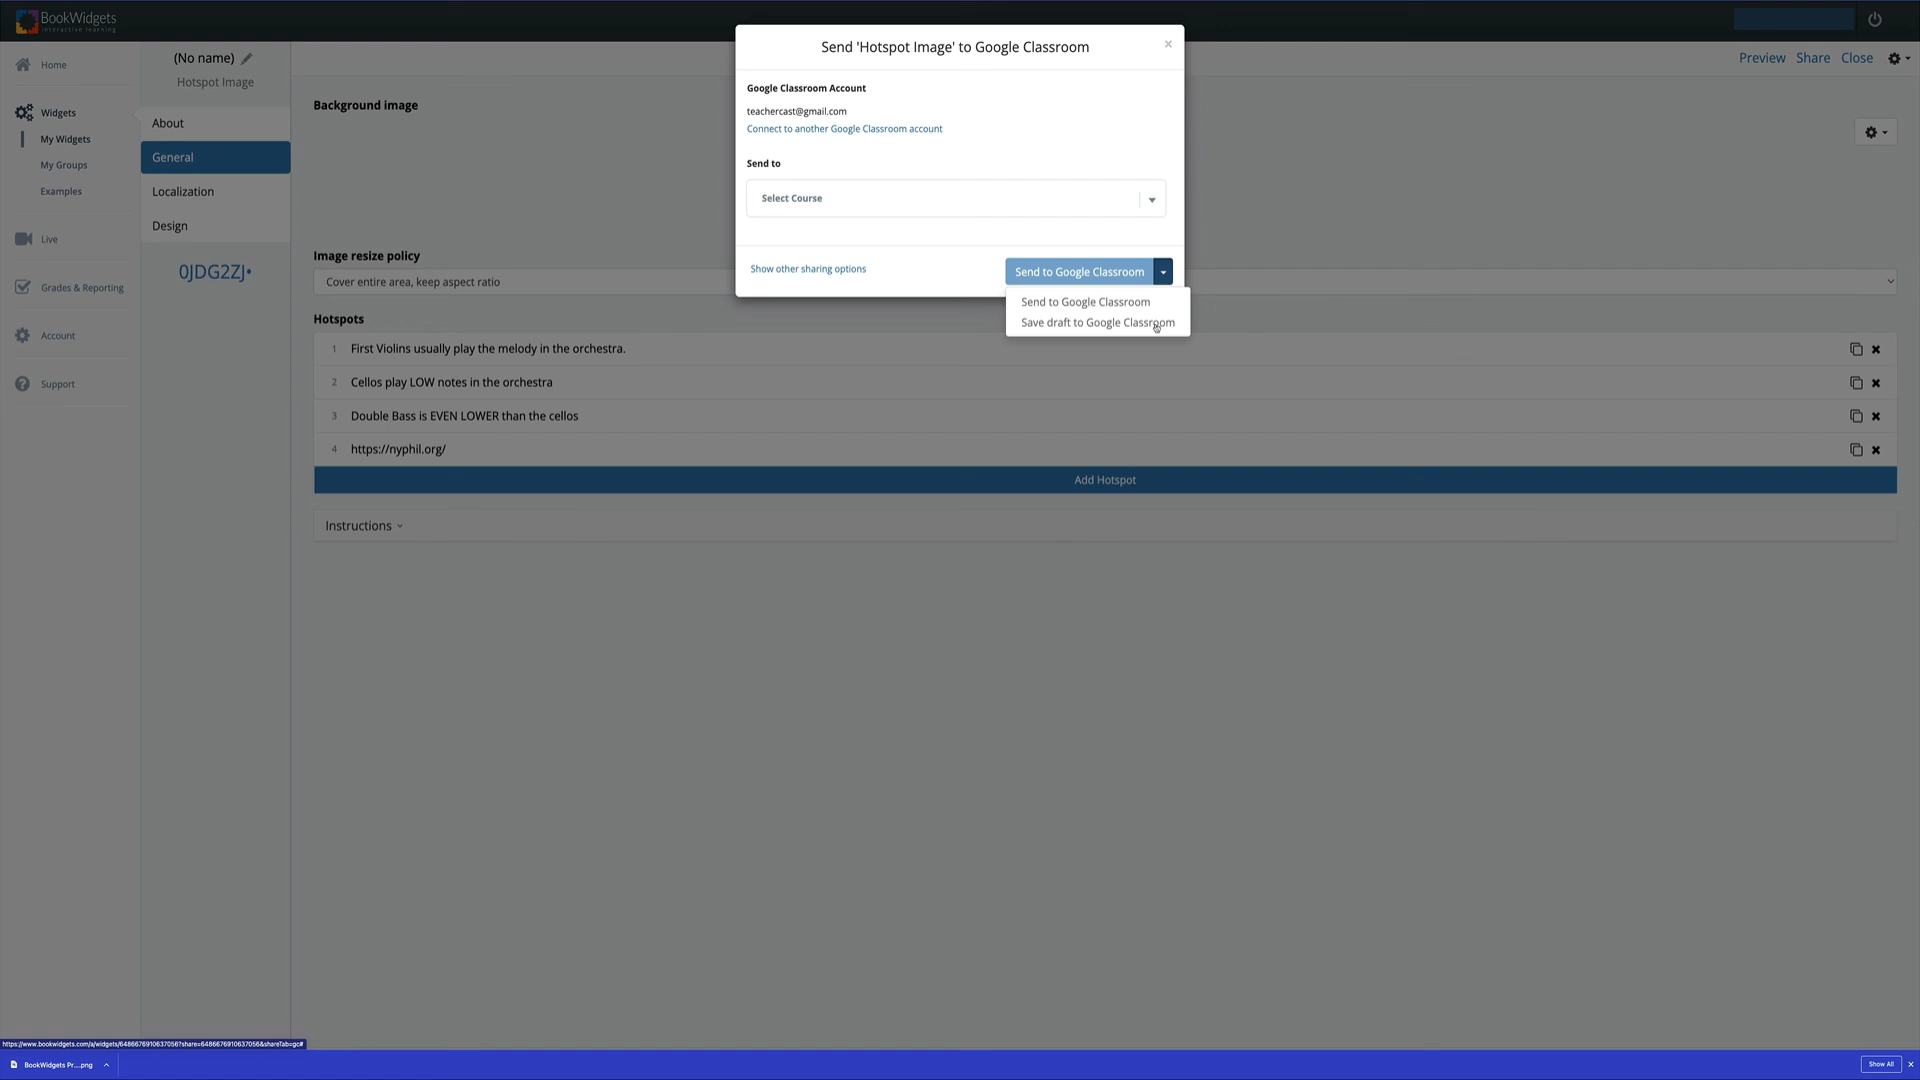 BookWidgets
interactive learning
Home
Widgets
My Widgets
My Groups
Examples
Live
Grades & Reporting
Account
Support
(No name)
Hotspot Image
About
General
Localization
Design
0JDG2ZJ•
Preview Share Close
Background image
Image resize policy
Cover entire area, keep aspect ratio
Hotspots
1 First Violins usually play the melody in the orchestra.
2 Cellos play LOW notes in the orchestra
3 Double Bass is EVEN LOWER than the cellos
4 https://nyphil.org/
Add Hotspot
Instructions
Send 'Hotspot Image' to Google Classroom
×
Google Classroom Account
teachercast@gmail.com
Connect to another Google Classroom account
Send to
Select Course
Show other sharing options
Send to Google Classroom
Send to Google Classroom
Save draft to Google Classroom
https://www.bookwidgets.com/a/widgets/6486676910637056?share=6486676910637056&shareTab=gc#
BookWidgets Pr....png
Show All